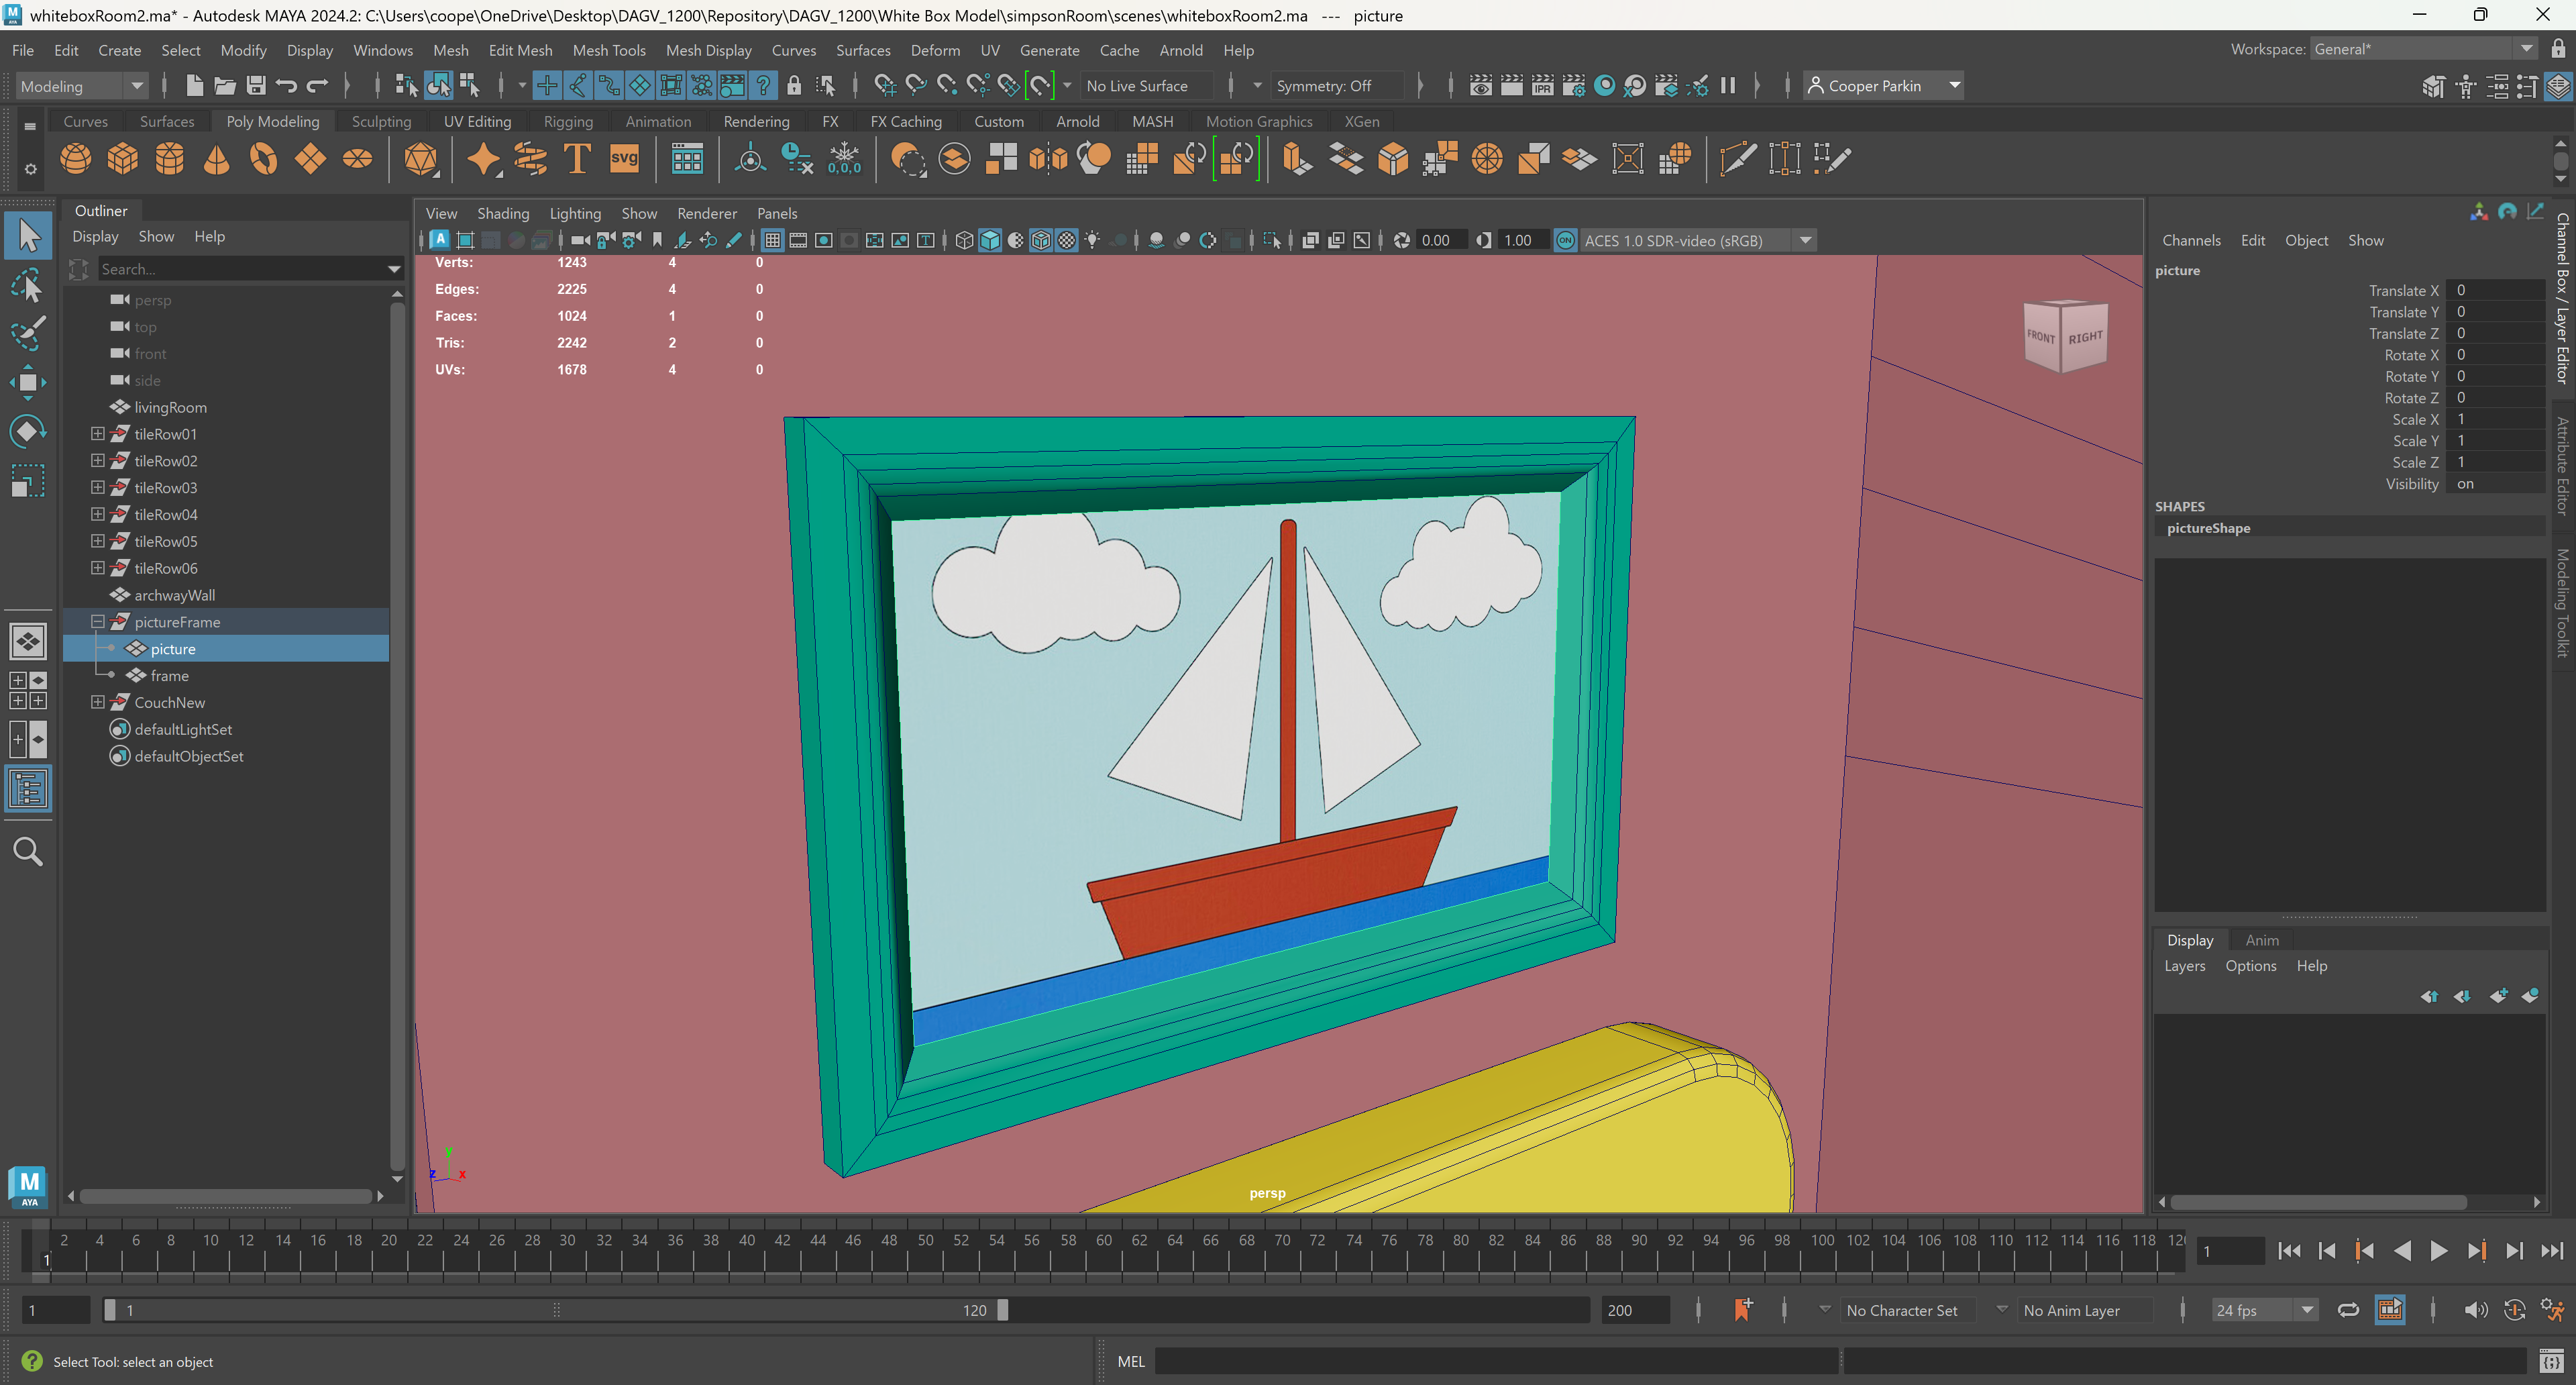 whiteboxRoom2.ma* - Autodesk MAYA 2024.2: C:\Users\coope\OneDrive\Desktop\DAGV_1200\Repository\DAGV_1200\White Box Model\simpsonRoom\scenes\whiteboxRoom2.ma --- picture
File Edit Create Select Modify Display Windows Mesh Edit Mesh Mesh Tools Mesh Display Curves Surfaces Deform UV Generate Cache Arnold Help Workspace: General*
Modeling No Live Surface Symmetry: Off IPR Cooper Parkin
Curves Surfaces Poly Modeling Sculpting UV Editing Rigging Animation Rendering FX FX Caching Custom Arnold MASH Motion Graphics XGen
T svg 0,0,0
Outliner
Display Show Help
Search...
persp
top
front
side
livingRoom
tileRow01
tileRow02
tileRow03
tileRow04
tileRow05
tileRow06
archwayWall
pictureFrame
picture
frame
CouchNew
defaultLightSet
defaultObjectSet
View Shading Lighting Show Renderer Panels
0.00 1.00 ON ACES 1.0 SDR-video (sRGB)
Verts: 1243 4 0
Edges: 2225 4 0
Faces: 1024 1 0
Tris: 2242 2 0
UVs: 1678 4 0
FRONT RIGHT
y
z x
persp
Channels Edit Object Show
picture
Translate X 0
Translate Y 0
Translate Z 0
Rotate X 0
Rotate Y 0
Rotate Z 0
Scale X 1
Scale Y 1
Scale Z 1
Visibility on
SHAPES
pictureShape
Channel Box / Layer Editor
Attribute Editor
Modeling Toolkit
Display Anim
Layers Options Help
M
AYA
2 4 6 8 10 12 14 16 18 20 22 24 26 28 30 32 34 36 38 40 42 44 46 48 50 52 54 56 58 60 62 64 66 68 70 72 74 76 78 80 82 84 86 88 90 92 94 96 98 100 102 104 106 108 110 112 114 116 118 1
1
1 1 120 200 No Character Set No Anim Layer 24 fps
Select Tool: select an object MEL